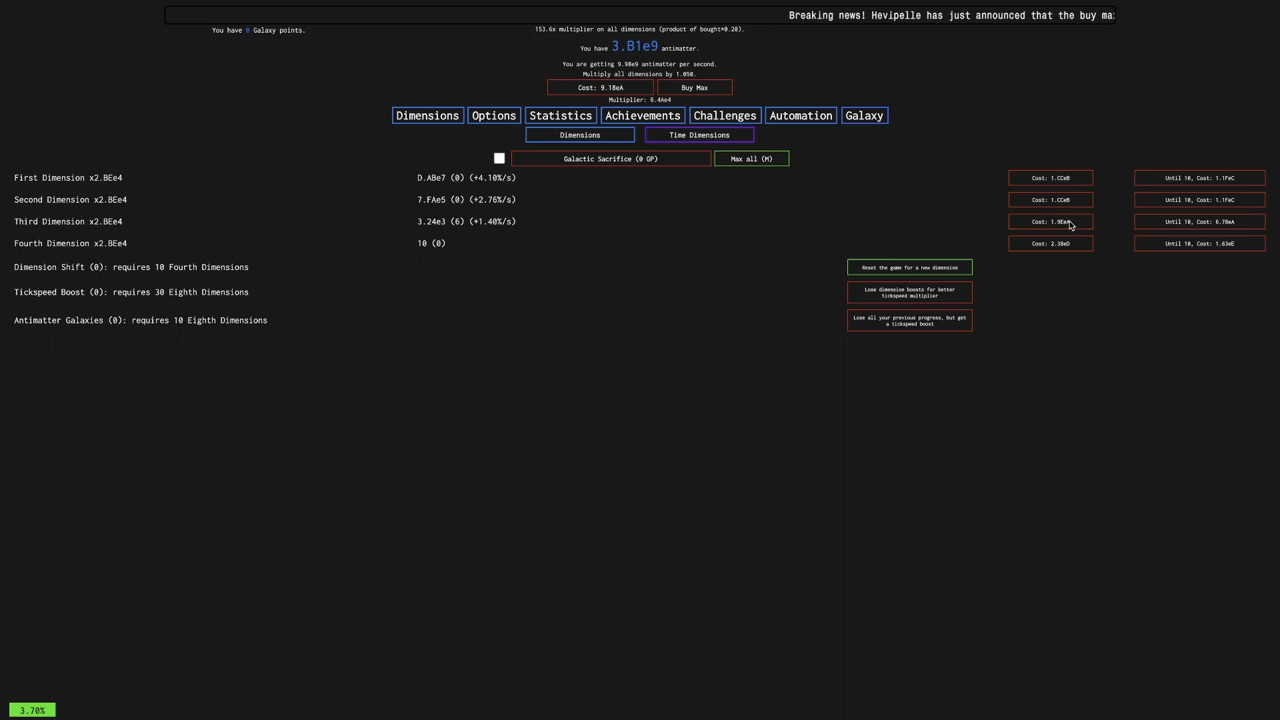 Breaking news! Hevipelle has just announced that the buy max
You have 0 Galaxy points.
153.6x multiplier on all dimensions (product of bought*0.20).
You have 3.B1e9 antimatter.
You are getting 9.98e9 antimatter per second.
Multiply all dimensions by 1.050.
Cost: 9.18eA Buy Max
Multiplier: 6.4Ae4
Dimensions Options Statistics Achievements Challenges Automation Galaxy
Dimensions Time Dimensions
Galactic Sacrifice (0 GP) Max all (M)
First Dimension x2.BEe4 D.ABe7 (0) (+4.10%/s) Cost: 1.CCeB Until 10, Cost: 1.1FeC
Second Dimension x2.BEe4 7.FAe5 (0) (+2.76%/s) Cost: 1.CCeB Until 10, Cost: 1.1FeC
Third Dimension x2.BEe4 3.24e3 (6) (+1.40%/s) Cost: 1.9EeA Until 10, Cost: 6.78eA
Fourth Dimension x2.BEe4 10 (0) Cost: 2.38eD Until 10, Cost: 1.63eE
Dimension Shift (0): requires 10 Fourth Dimensions Reset the game for a new dimension
Tickspeed Boost (0): requires 30 Eighth Dimensions Lose dimension boosts for better
tickspeed multiplier
Antimatter Galaxies (0): requires 10 Eighth Dimensions Lose all your previous progress, but get
a tickspeed boost
3.70%